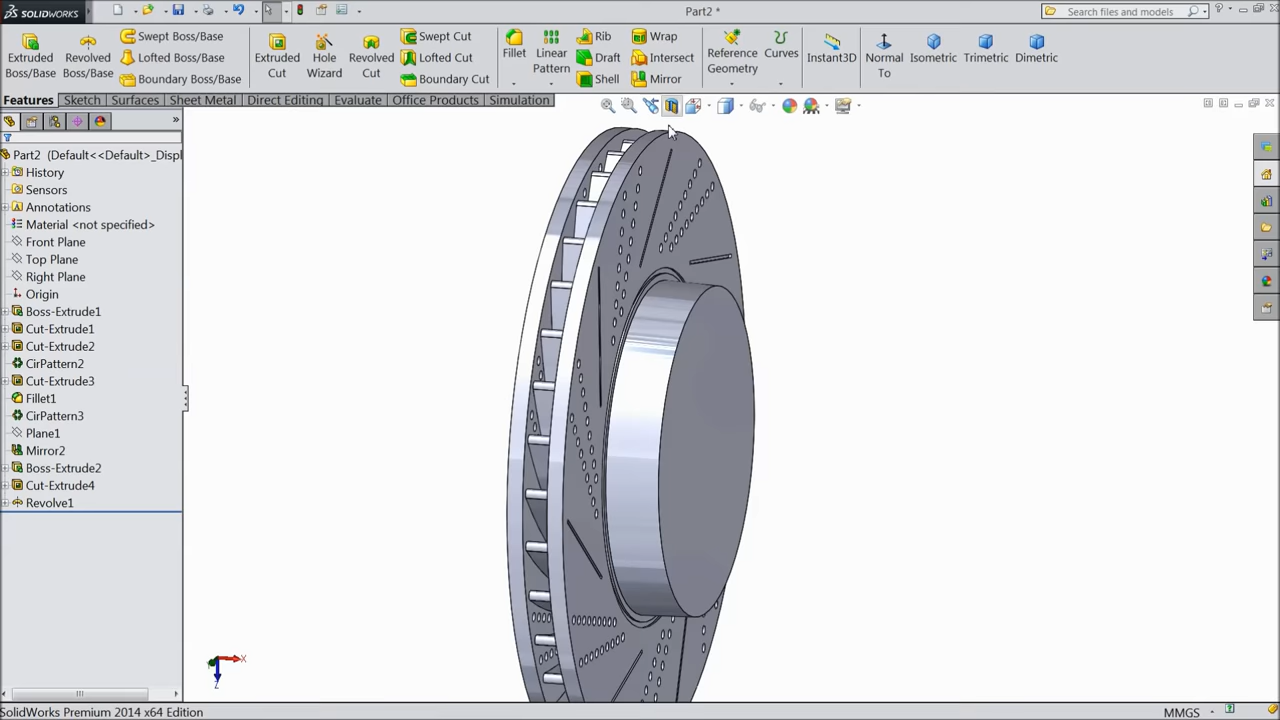 SOLIDWORKS
Part2 *
Search files and models
Extruded Boss/Base
Revolved Boss/Base
Swept Boss/Base
Lofted Boss/Base
Boundary Boss/Base
Extruded Cut
Hole Wizard
Revolved Cut
Swept Cut
Lofted Cut
Boundary Cut
Fillet
Linear Pattern
Rib
Draft
Shell
Wrap
Intersect
Mirror
Reference Geometry
Curves
Instant3D
Normal To
Isometric
Trimetric
Dimetric
Features Sketch Surfaces Sheet Metal Direct Editing Evaluate Office Products Simulation
Part2 (Default<<Default>_Displ
History
Sensors
Annotations
Material <not specified>
Front Plane
Top Plane
Right Plane
Origin
Boss-Extrude1
Cut-Extrude1
Cut-Extrude2
CirPattern2
Cut-Extrude3
Fillet1
CirPattern3
Plane1
Mirror2
Boss-Extrude2
Cut-Extrude4
Revolve1
X
Z
SolidWorks Premium 2014 x64 Edition
MMGS